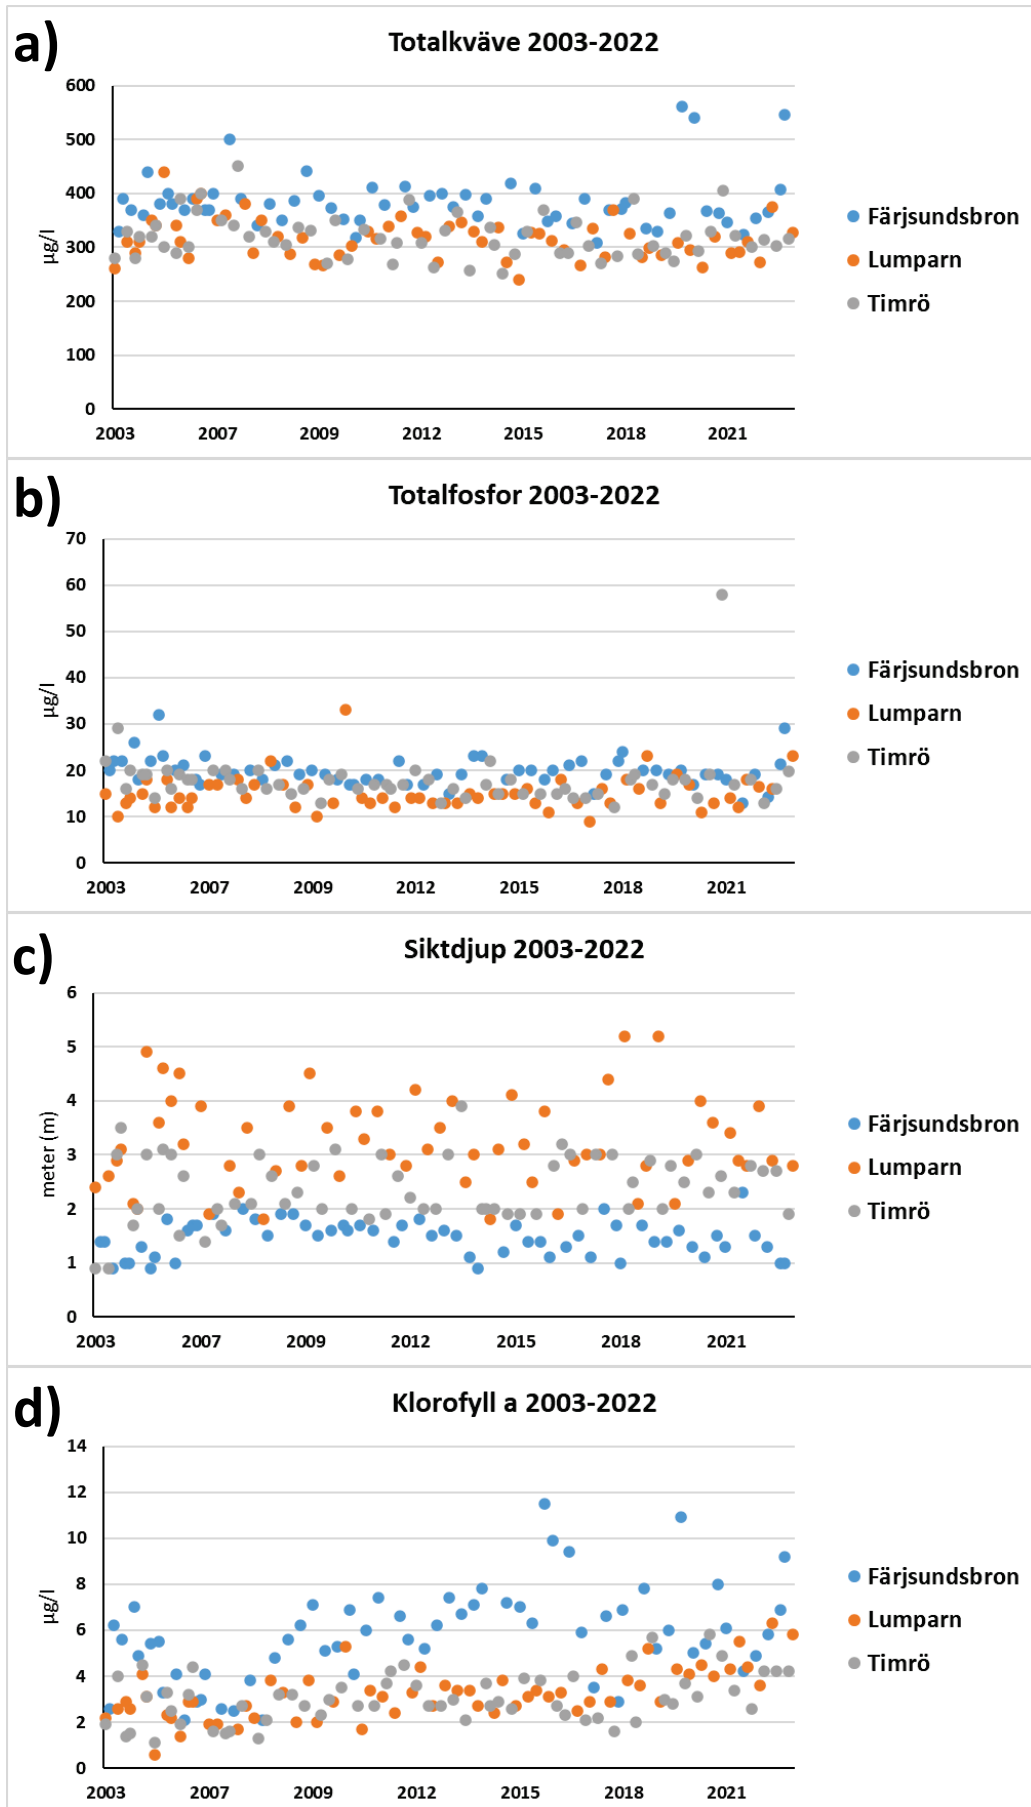 a)
Totalkväve 2003-2022
600
500
400
300
200
100
0
µg/l
2003 2007 2009 2012 2015 2018 2021
Färjsundsbron
Lumparn
Timrö
b)
Totalfosfor 2003-2022
70
60
50
40
30
20
10
0
µg/l
2003 2007 2009 2012 2015 2018 2021
Färjsundsbron
Lumparn
Timrö
c)
Siktdjup 2003-2022
6
5
4
3
2
1
0
meter (m)
2003 2007 2009 2012 2015 2018 2021
Färjsundsbron
Lumparn
Timrö
d)
Klorofyll a 2003-2022
14
12
10
8
6
4
2
0
µg/l
2003 2007 2009 2012 2015 2018 2021
Färjsundsbron
Lumparn
Timrö